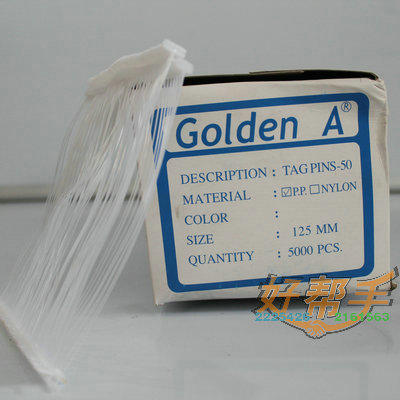 Golden A®
DESCRIPTION : TAG PINS-50
MATERIAL : ☑P.P. ☐NYLON
COLOR :
SIZE : 125 MM
QUANTITY : 5000 PCS.
好帮手